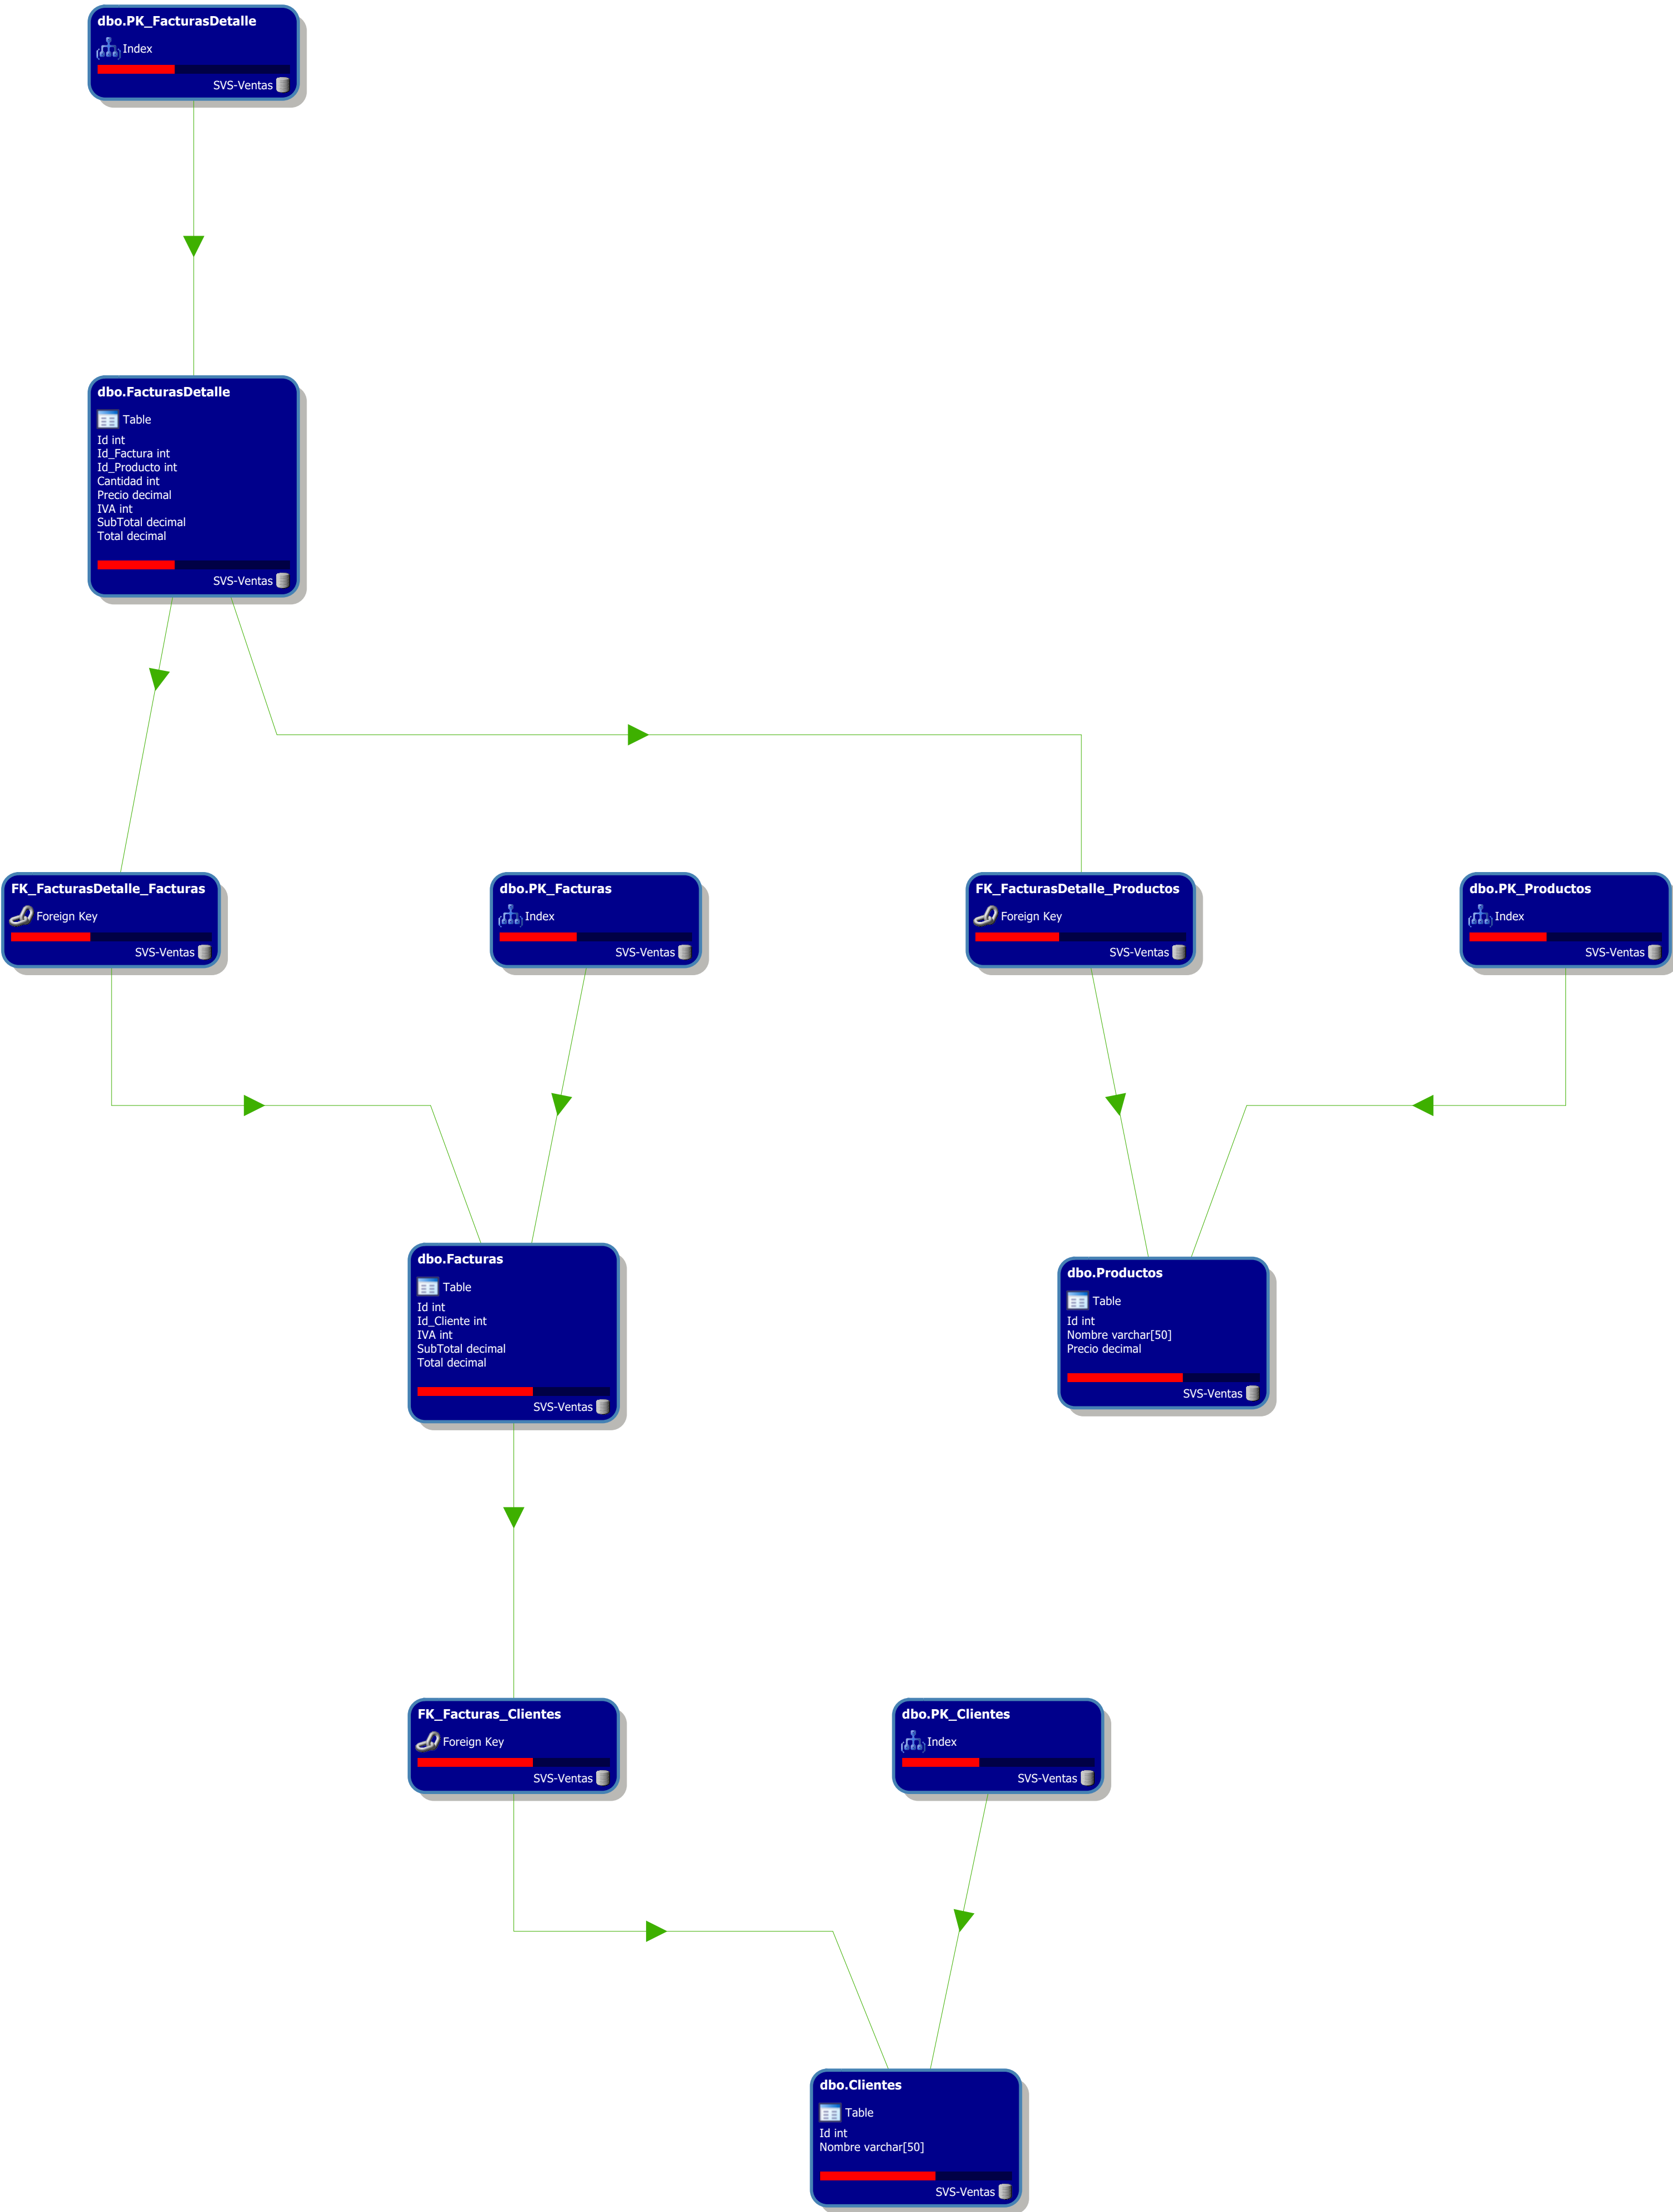 dbo.PK_FacturasDetalle
Index
SVS-Ventas
dbo.FacturasDetalle
Table
Id int
Id_Factura int
Id_Producto int
Cantidad int
Precio decimal
IVA int
SubTotal decimal
Total decimal
SVS-Ventas
FK_FacturasDetalle_Facturas
Foreign Key
SVS-Ventas
dbo.PK_Facturas
Index
SVS-Ventas
FK_FacturasDetalle_Productos
Foreign Key
SVS-Ventas
dbo.PK_Productos
Index
SVS-Ventas
dbo.Facturas
Table
Id int
Id_Cliente int
IVA int
SubTotal decimal
Total decimal
SVS-Ventas
dbo.Productos
Table
Id int
Nombre varchar[50]
Precio decimal
SVS-Ventas
FK_Facturas_Clientes
Foreign Key
SVS-Ventas
dbo.PK_Clientes
Index
SVS-Ventas
dbo.Clientes
Table
Id int
Nombre varchar[50]
SVS-Ventas